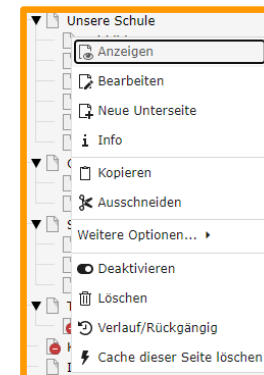 Unsere Schule
Anzeigen
Bearbeiten
Neue Unterseite
Info
Kopieren
Ausschneiden
Weitere Optionen...
Deaktivieren
Löschen
Verlauf/Rückgängig
Cache dieser Seite löschen